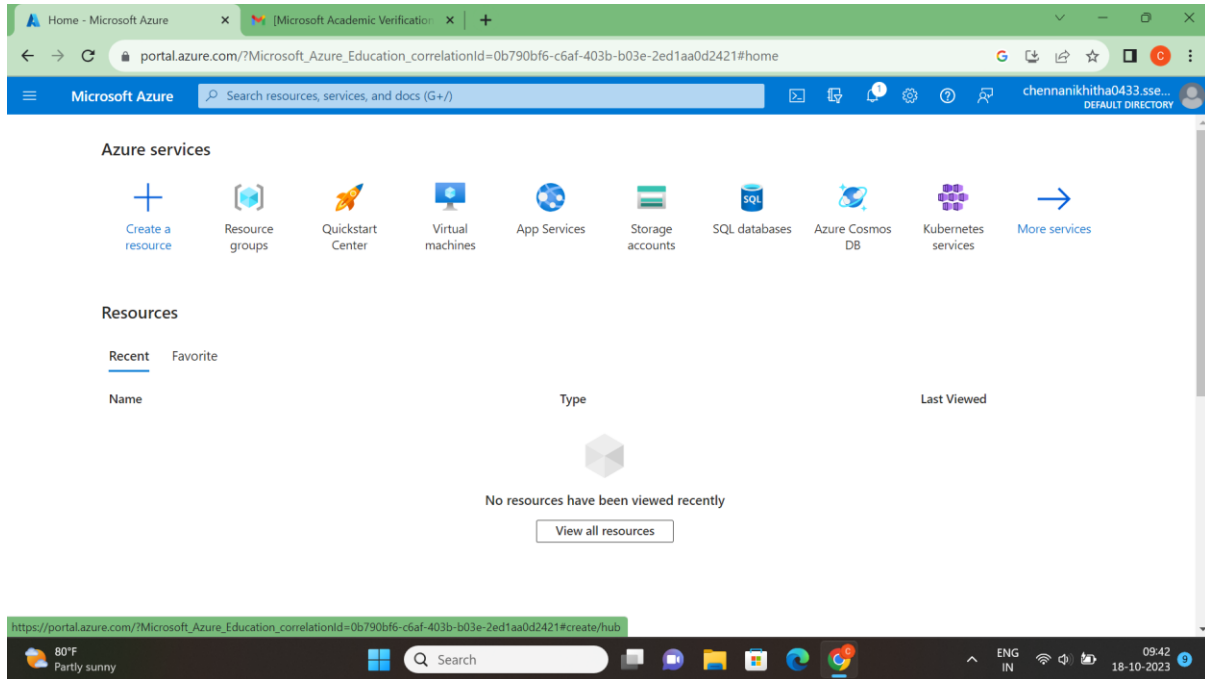 Home - Microsoft Azure
[Microsoft Academic Verification
portal.azure.com/?Microsoft_Azure_Education_correlationId=0b790bf6-c6af-403b-b03e-2ed1aa0d2421#home
G
C
Microsoft Azure
Search resources, services, and docs (G+/)
1
chennanikhitha0433.sse...
DEFAULT DIRECTORY
Azure services
Create a resource
Resource groups
Quickstart Center
Virtual machines
App Services
Storage accounts
SQL
SQL databases
Azure Cosmos DB
Kubernetes services
More services
Resources
Recent Favorite
Name Type Last Viewed
No resources have been viewed recently
View all resources
https://portal.azure.com/?Microsoft_Azure_Education_correlationId=0b790bf6-c6af-403b-b03e-2ed1aa0d2421#create/hub
80°F
Partly sunny
Search
ENG
IN
09:42
18-10-2023
9